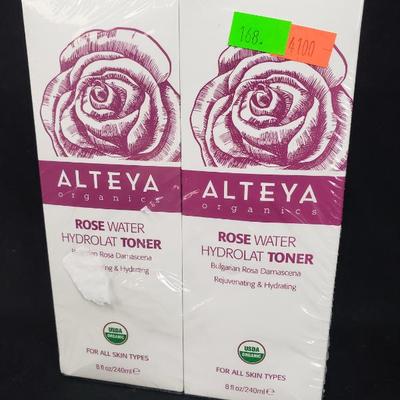 168.
4100 -
ALTEYA
organics
ROSE WATER
HYDROLAT TONER
Rosa Damascena
& Hydrating
USDA
ORGANIC
FOR ALL SKIN TYPES
8 fl oz/240ml e
ALTEYA
organics
ROSE WATER
HYDROLAT TONER
Bulgarian Rosa Damascena
Rejuvenating & Hydrating
USDA
ORGANIC
FOR ALL SKIN TYPES
8 fl oz/240ml e